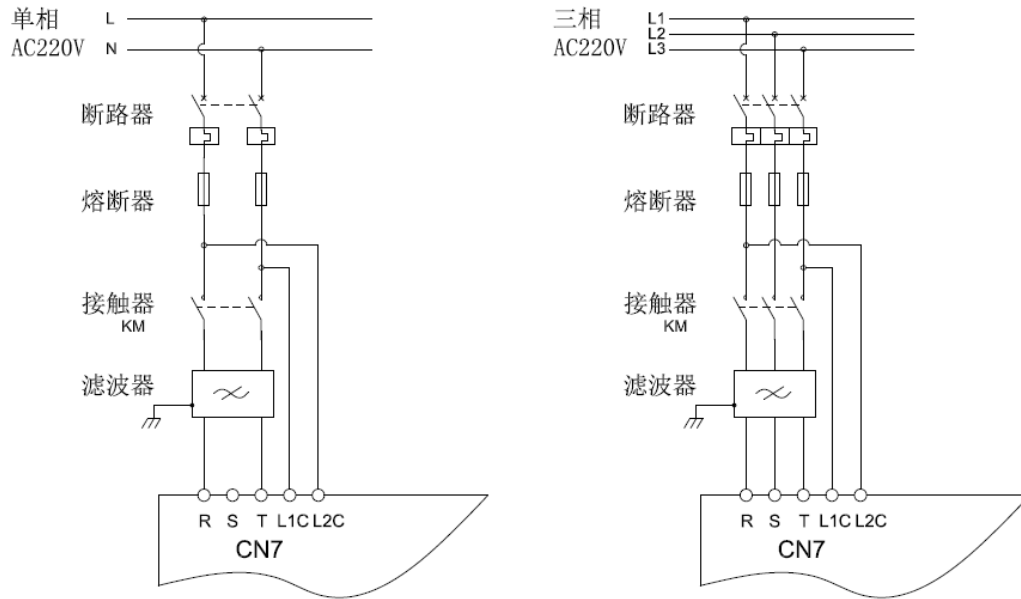 单相 L
AC220V N
断路器
熔断器
接触器
KM
滤波器
R S T L1C L2C
CN7
三相 L1
L2
AC220V L3
断路器
熔断器
接触器
KM
滤波器
R S T L1C L2C
CN7